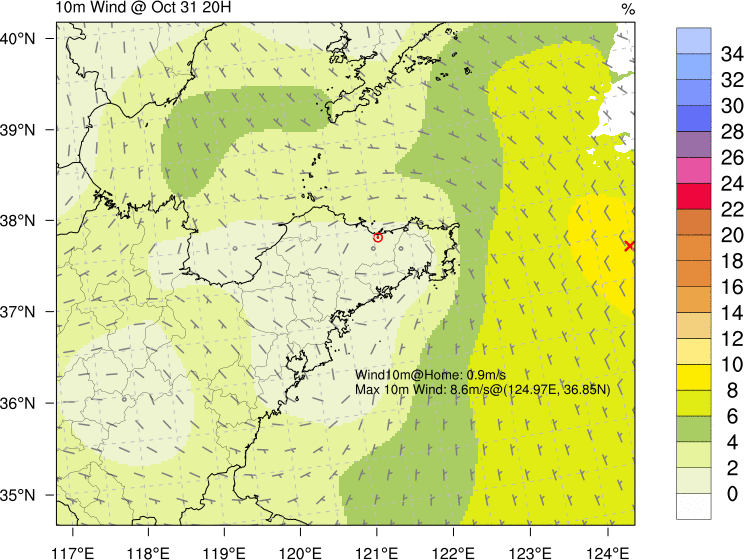 10m Wind @ Oct 31 20H
%
40°N
39°N
38°N
37°N
36°N
35°N
117°E
118°E
119°E
120°E
121°E
122°E
123°E
124°E
Wind10m@Home: 0.9m/s
Max 10m Wind: 8.6m/s@(124.97E, 36.85N)
34
32
30
28
26
24
22
20
18
16
14
12
10
8
6
4
2
0